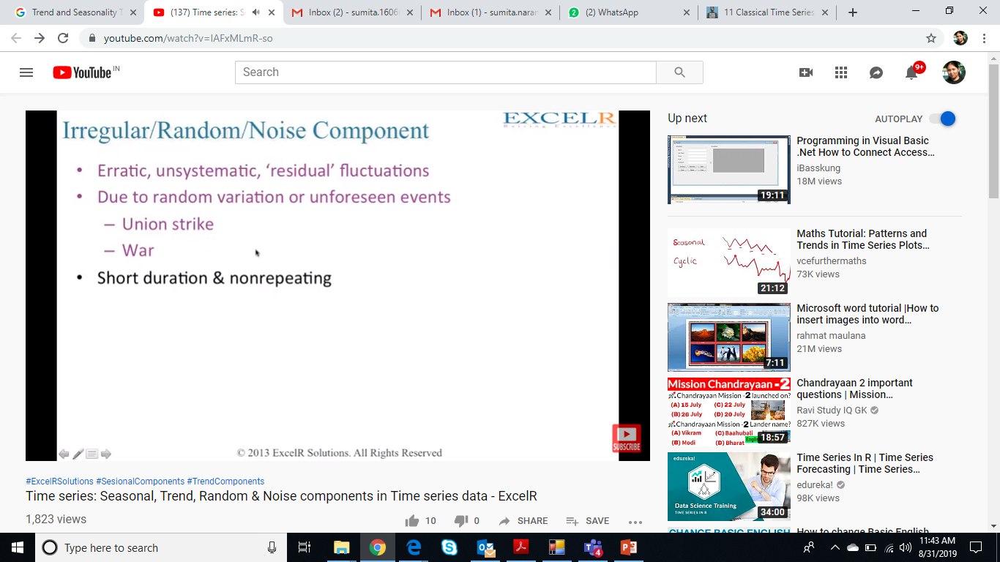 Trend and Seasonality T
(137) Time series: S
Inbox (2) - sumita.1606
Inbox (1) - sumita.naran
(2) WhatsApp
11 Classical Time Series
youtube.com/watch?v=IAFxMLmR-so
YouTube IN
Search
9+
EXCELR
Raising Excellence
Irregular/Random/Noise Component
• Erratic, unsystematic, ‘residual’ fluctuations
• Due to random variation or unforeseen events
– Union strike
– War
• Short duration & nonrepeating
SUBSCRIBE
© 2013 ExcelR Solutions. All Rights Reserved
#ExcelRSolutions #SesionalComponents #TrendComponents
Time series: Seasonal, Trend, Random & Noise components in Time series data - ExcelR
1,823 views
10
0
SHARE
SAVE
Up next
AUTOPLAY
19:11
Programming in Visual Basic
.Net How to Connect Access...
iBasskung
18M views
Seasonal
Cyclic
21:12
Maths Tutorial: Patterns and
Trends in Time Series Plots...
vcefurthermaths
73K views
7:11
Microsoft word tutorial |How to
insert images into word...
rahmat maulana
21M views
Mission Chandrayaan -2
Chandrayaan Mission -2 launched on?
(A) 15 July (C) 22 July
(B) 26 July (D) 20 July
Chandrayaan Mission -2 Lander name?
(A) Vikram (C) Baahubali
(B) Modi (D) Bharat
18:57
Chandrayaan 2 important
questions | Mission...
Ravi Study IQ GK
827K views
edureka!
Data Science Training
TIME SERIES IN R
34:00
Time Series In R | Time Series
Forecasting | Time Series...
edureka!
98K views
CHANGE BASIC ENGLISH
How to change Basic English
Type here to search
4
11:43 AM
8/31/2019